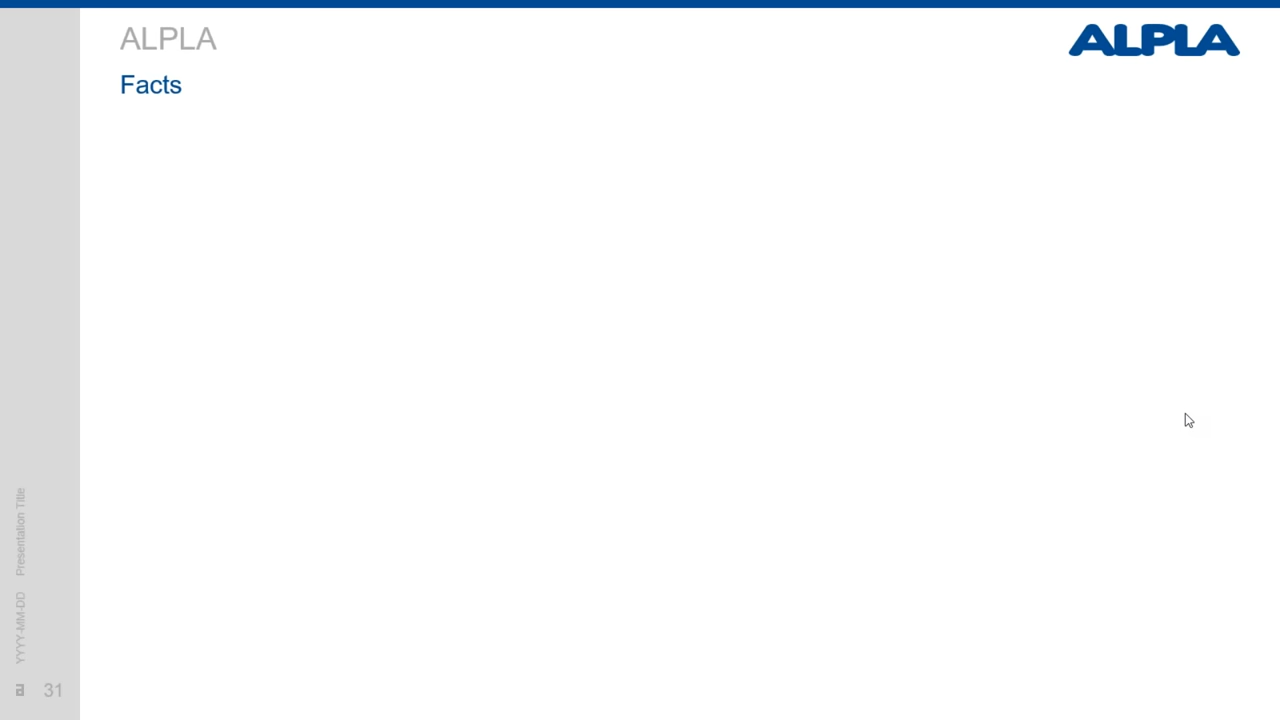 ALPLA
ALPLA
Facts
Presentation Title
YYYY-MM-DD
a 31